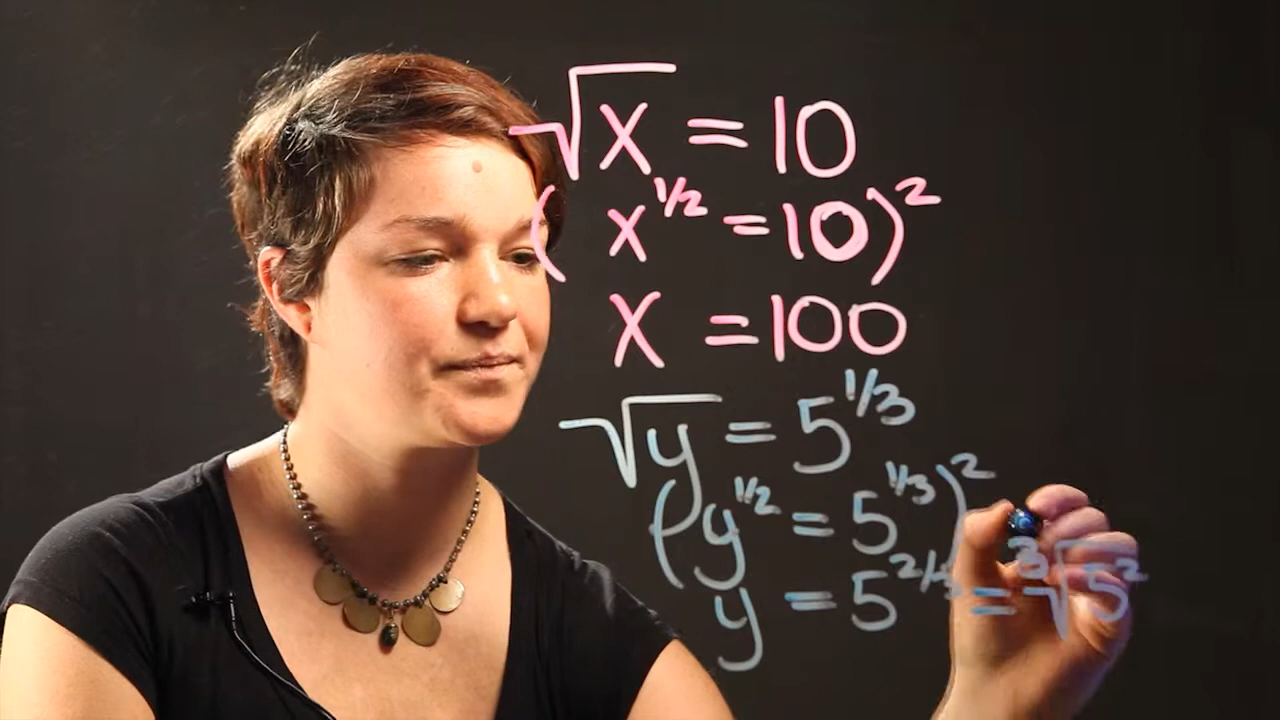 √x = 10
(x^1/2 = 10)^2
x = 100
√y = 5^1/3
(y^1/2 = 5^1/3)^2
y = 5^2/3 = ³√5^2